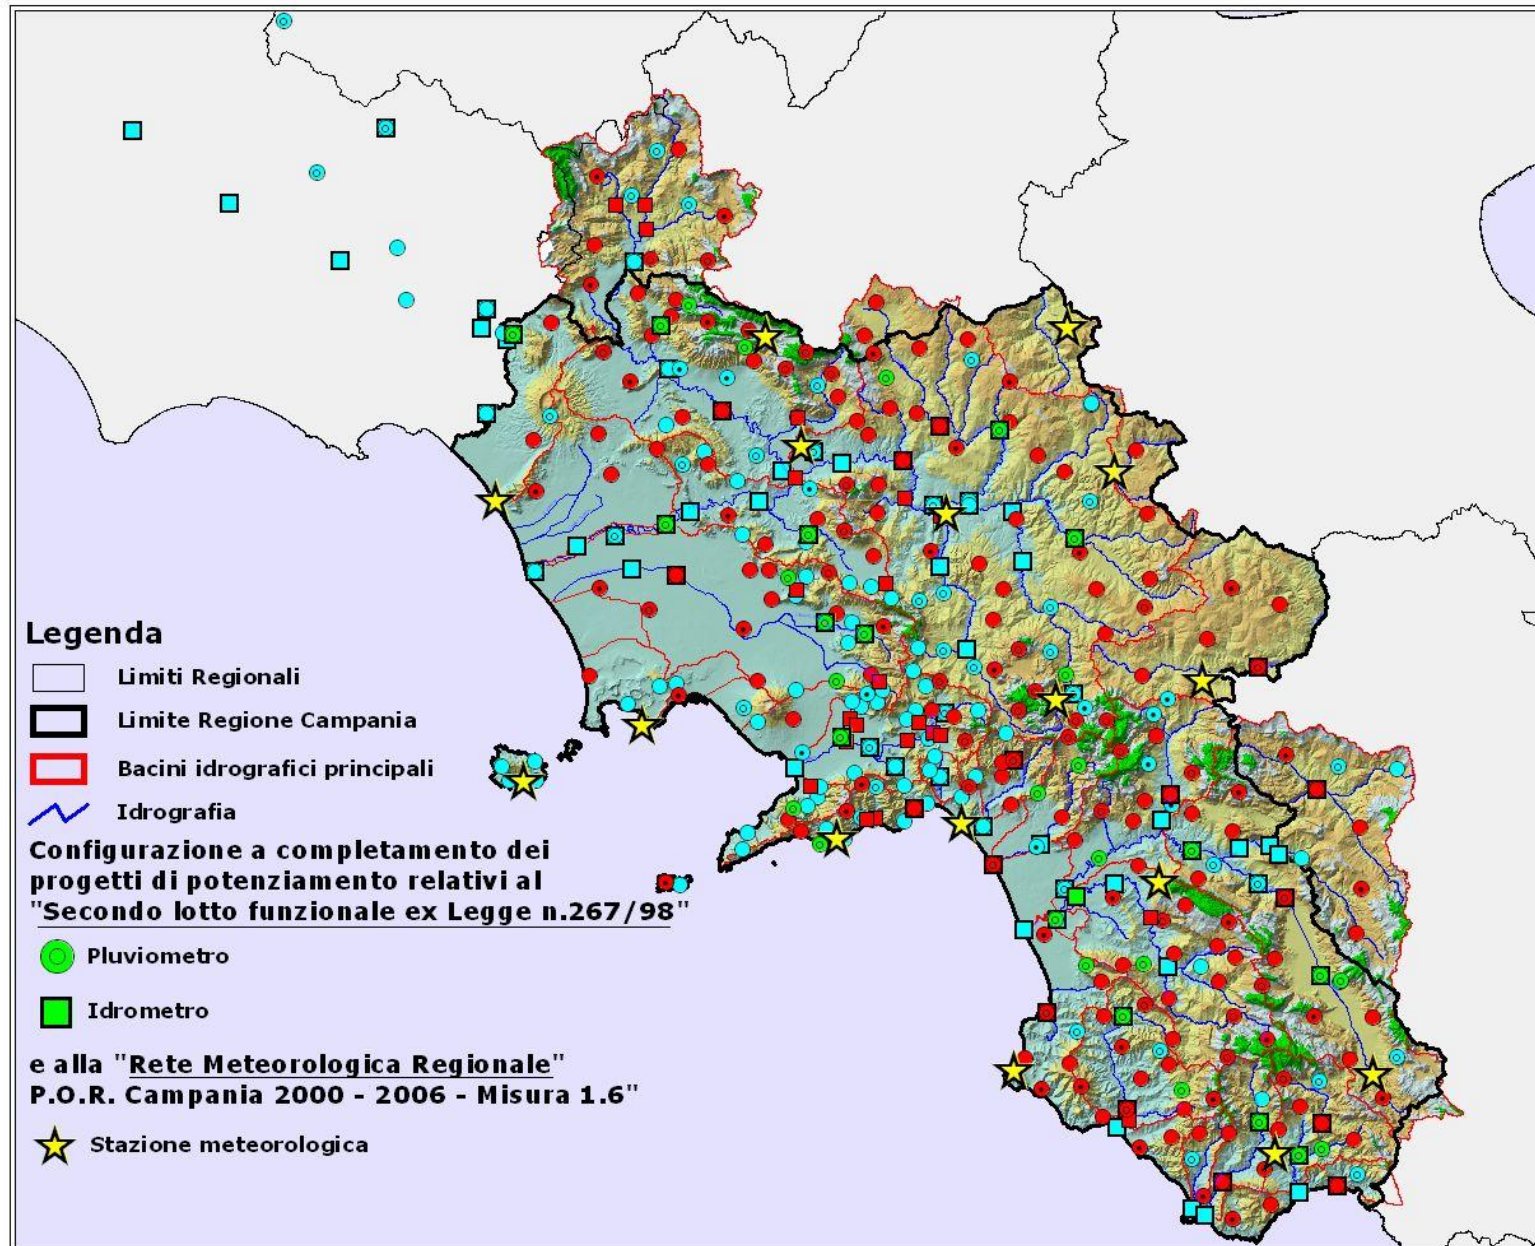 Legenda
Limiti Regionali
Limite Regione Campania
Bacini idrografici principali
Idrografia
Configurazione a completamento dei
progetti di potenziamento relativi al
"Secondo lotto funzionale ex Legge n.267/98"
Pluviometro
Idrometro
e alla "Rete Meteorologica Regionale"
P.O.R. Campania 2000 - 2006 - Misura 1.6"
Stazione meteorologica